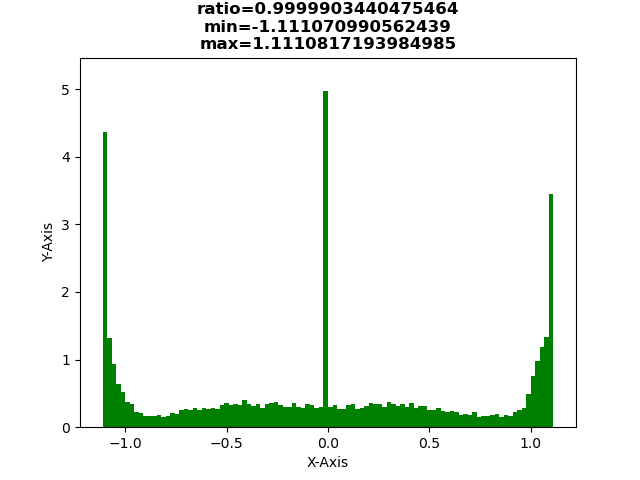 ratio=0.9999903440475464
min=-1.111070990562439
max=1.1110817193984985
5
4
3
2
1
0
Y-Axis
−1.0 −0.5 0.0 0.5 1.0
X-Axis